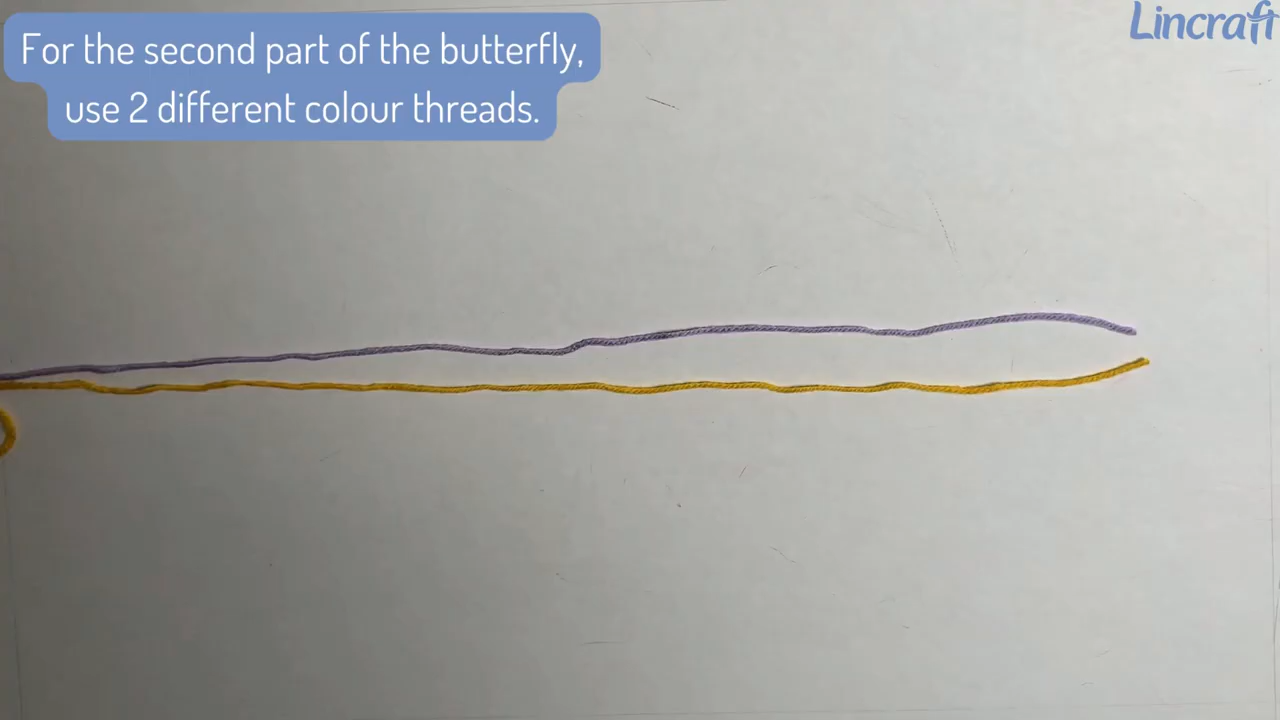 For the second part of the butterfly,
use 2 different colour threads.
Lincraft